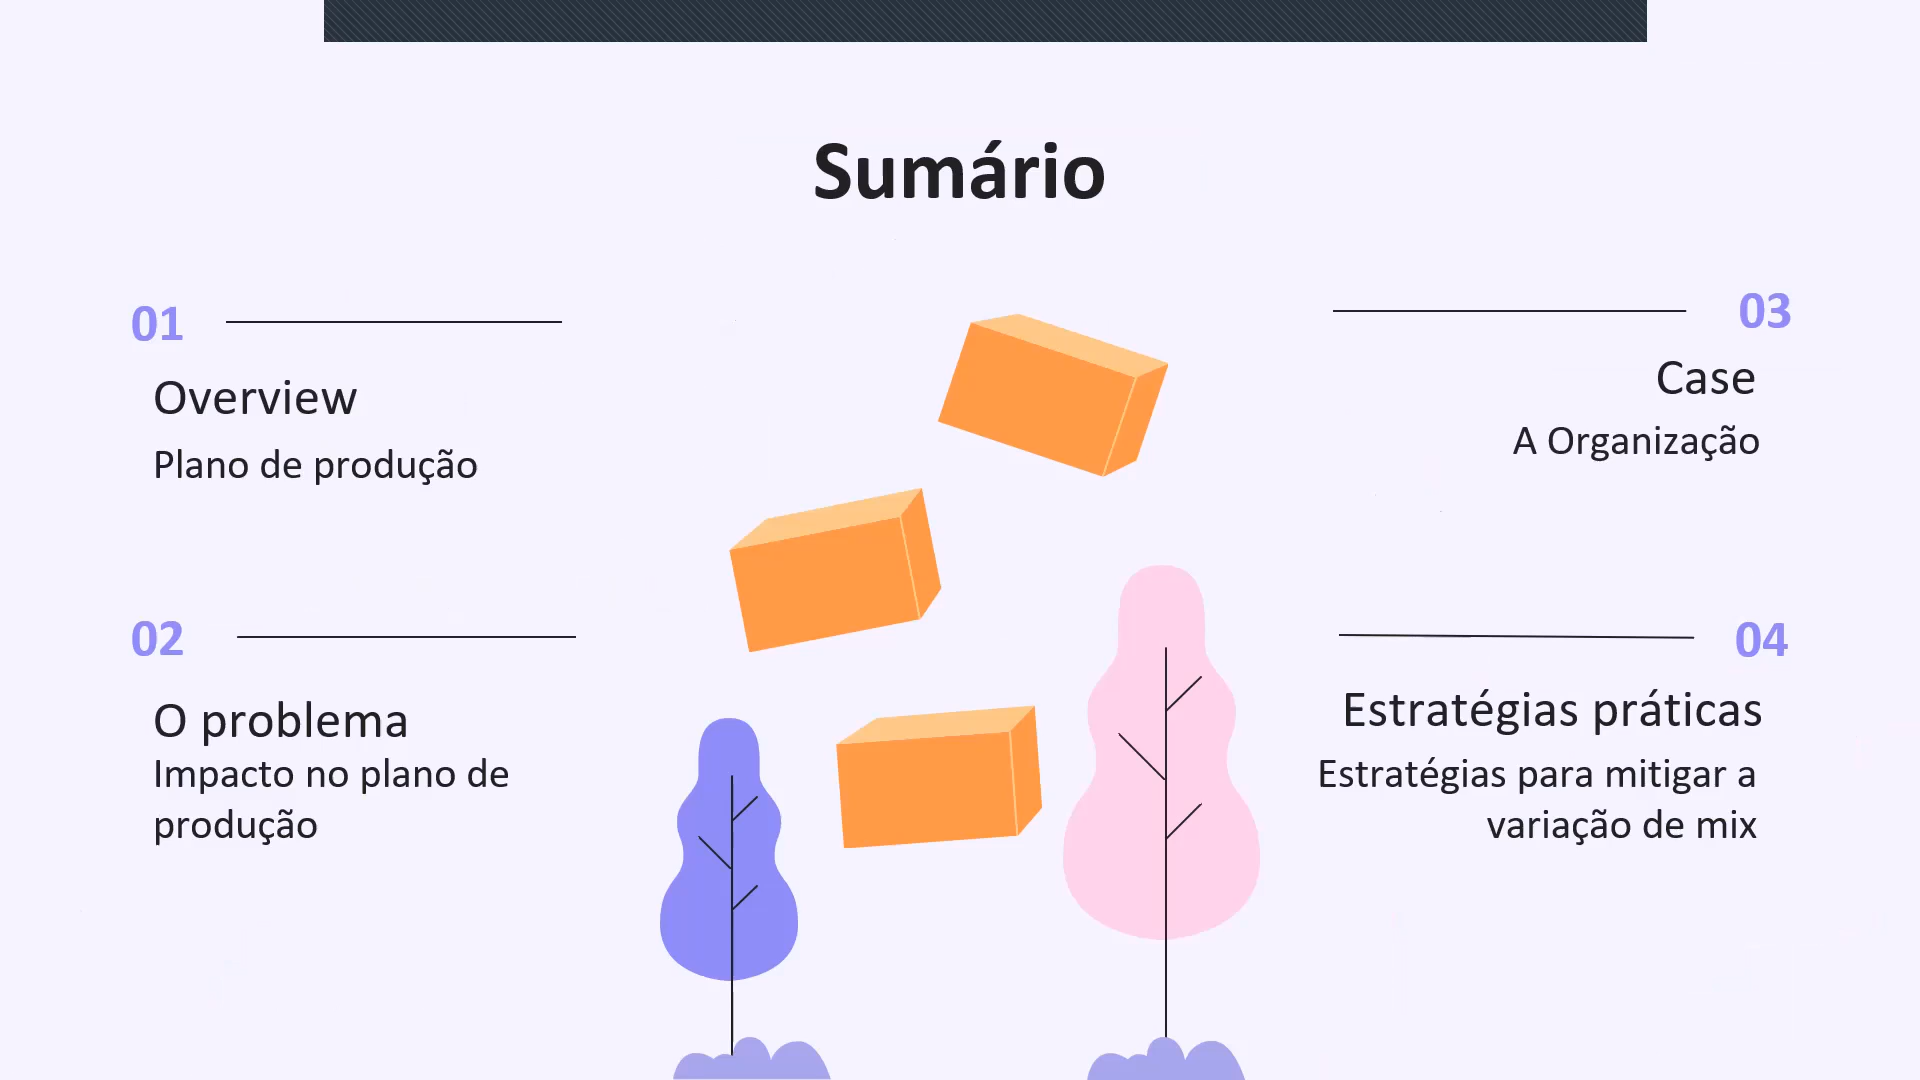 Sumário
01
Overview
Plano de produção
02
O problema
Impacto no plano de
produção
03
Case
A Organização
04
Estratégias práticas
Estratégias para mitigar a
variação de mix